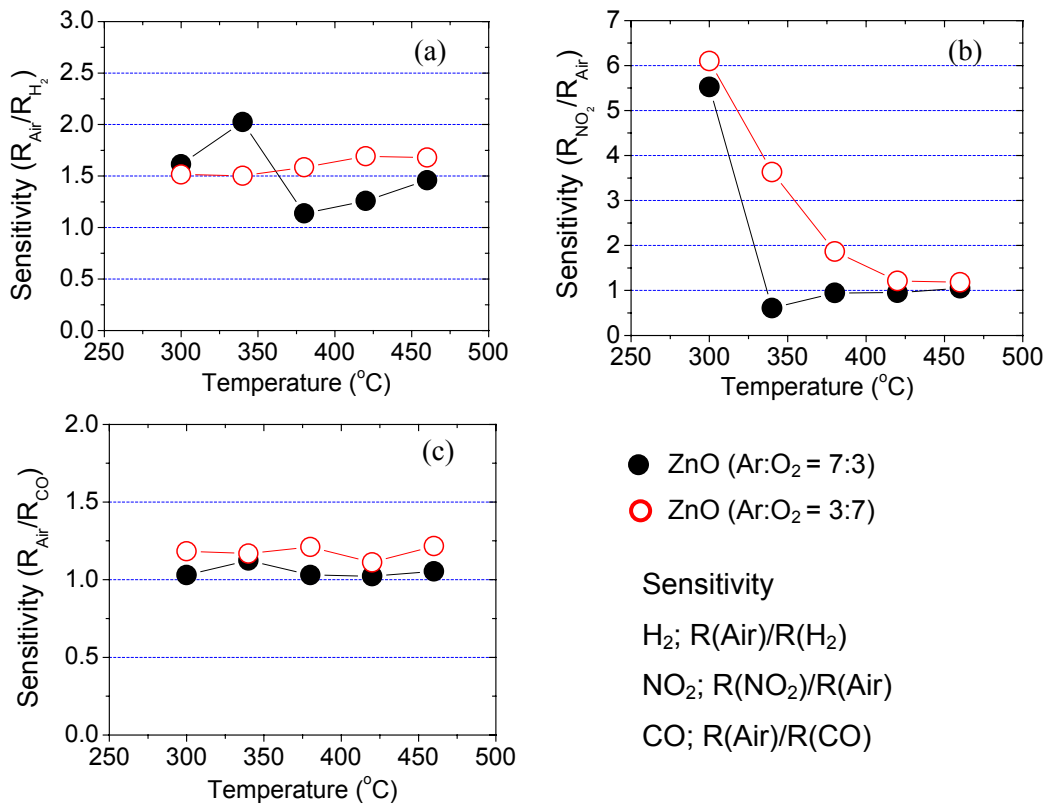 (a)
Sensitivity (R_Air/R_H₂)
3.0
2.5
2.0
1.5
1.0
0.5
0.0
250 300 350 400 450 500
Temperature (°C)
(b)
Sensitivity (R_NO₂/R_Air)
7
6
5
4
3
2
1
0
250 300 350 400 450 500
Temperature (°C)
(c)
Sensitivity (R_Air/R_CO)
2.0
1.5
1.0
0.5
0.0
250 300 350 400 450 500
Temperature (°C)
ZnO (Ar:O₂ = 7:3)
ZnO (Ar:O₂ = 3:7)
Sensitivity
H₂; R(Air)/R(H₂)
NO₂; R(NO₂)/R(Air)
CO; R(Air)/R(CO)